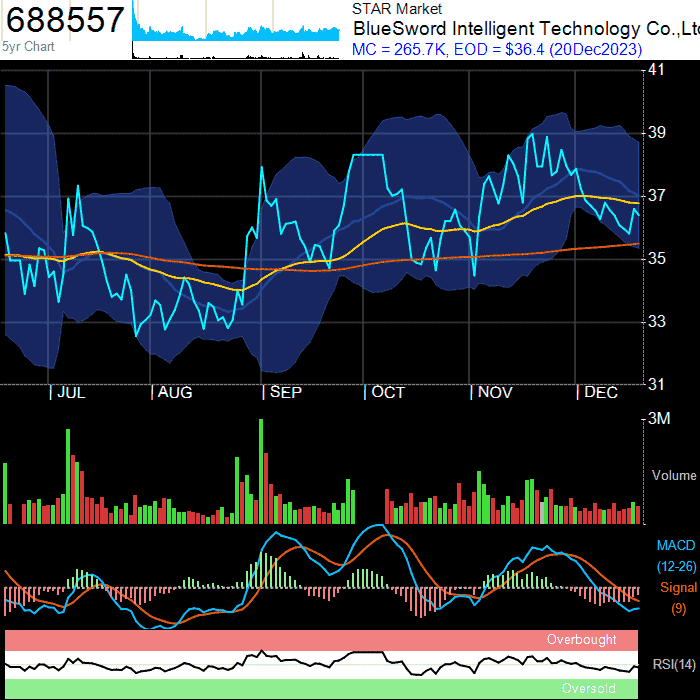 688557
5yr Chart
STAR Market
BlueSword Intelligent Technology Co.,Ltd
MC = 265.7K, EOD = $36.4 (20Dec2023)
41
39
37
35
33
31
| JUL | AUG | SEP | OCT | NOV | DEC
3M
Volume
MACD
(12-26)
Signal
(9)
Overbought
RSI(14)
Oversold